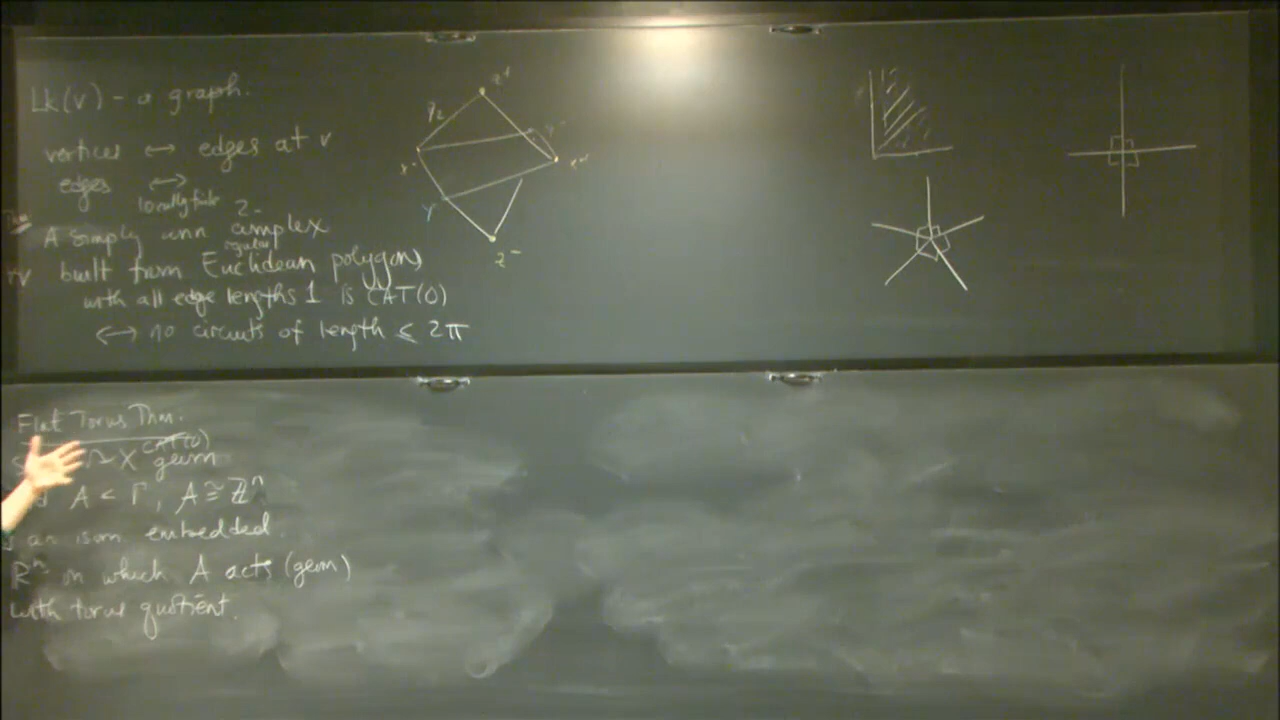 Lk(v) - a graph.
vertices ↔ edges at v
edges ↔
locally finite 2-
A simply conn complex
regular
built from Euclidean polygons
with all edge lengths 1 is CAT(0)
↔ no circuits of length ≤ 2π
π/2
x⁻
y
z⁻
Flat Torus Thm.
↷ X CAT(0) geom
A < Γ, A ≅ ℤⁿ
an isom embedded
ℝⁿ on which A acts (geom)
with torus quotient.